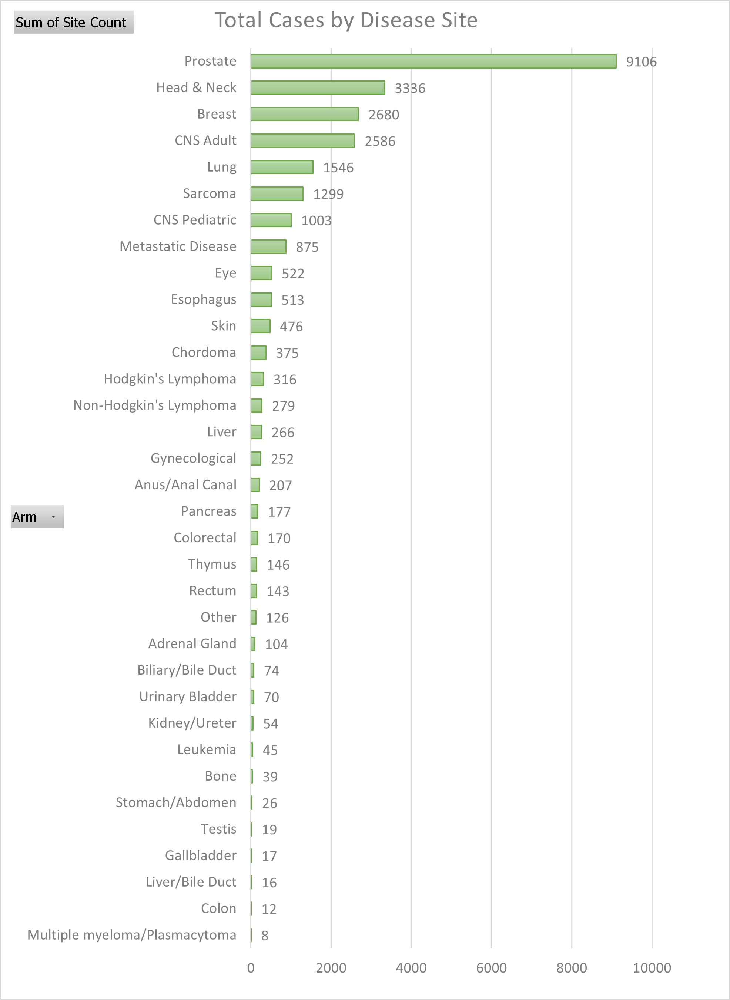 Sum of Site Count
Total Cases by Disease Site
Prostate 9106
Head & Neck 3336
Breast 2680
CNS Adult 2586
Lung 1546
Sarcoma 1299
CNS Pediatric 1003
Metastatic Disease 875
Eye 522
Esophagus 513
Skin 476
Chordoma 375
Hodgkin's Lymphoma 316
Non-Hodgkin's Lymphoma 279
Liver 266
Gynecological 252
Anus/Anal Canal 207
Pancreas 177
Arm
Colorectal 170
Thymus 146
Rectum 143
Other 126
Adrenal Gland 104
Biliary/Bile Duct 74
Urinary Bladder 70
Kidney/Ureter 54
Leukemia 45
Bone 39
Stomach/Abdomen 26
Testis 19
Gallbladder 17
Liver/Bile Duct 16
Colon 12
Multiple myeloma/Plasmacytoma 8
0 2000 4000 6000 8000 10000